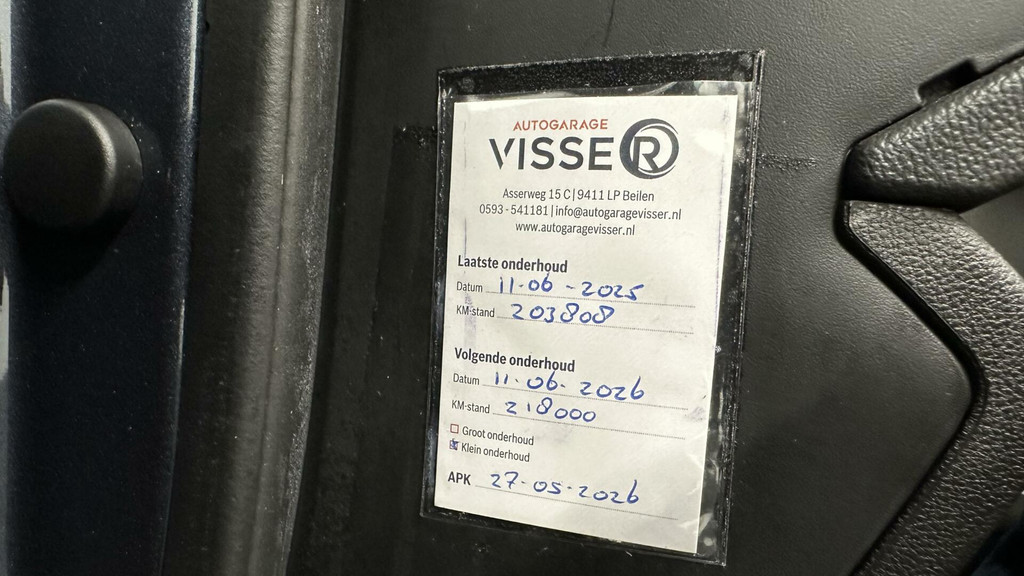 AUTOGARAGE
VISSER
Asserweg 15 C | 9411 LP Beilen
0593 - 541181 | info@autogaragevisser.nl
www.autogaragevisser.nl
Laatste onderhoud
Datum 11-06-2025
KM-stand 203808
Volgende onderhoud
Datum 11-06-2026
KM-stand 218000
Groot onderhoud
Klein onderhoud
APK 27-05-2026